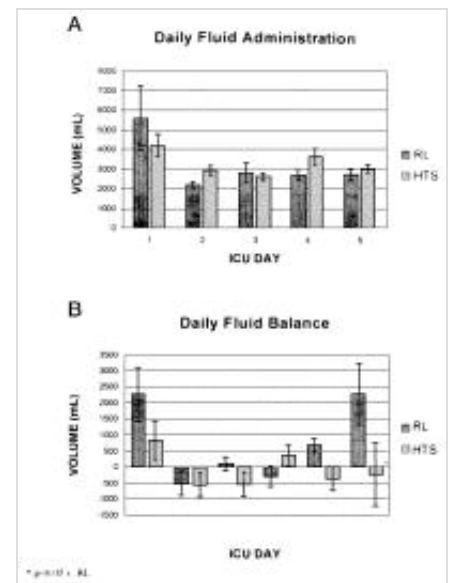 A
Daily Fluid Administration
8000
7000
6000
5000
4000
3000
2000
1000
0
VOLUME (mL)
1 2 3 4 5
RL
HTS
ICU DAY
B
Daily Fluid Balance
3500
3000
2500
2000
1500
1000
500
0
500
1000
1500
VOLUME (mL)
RL
HTS
ICU DAY